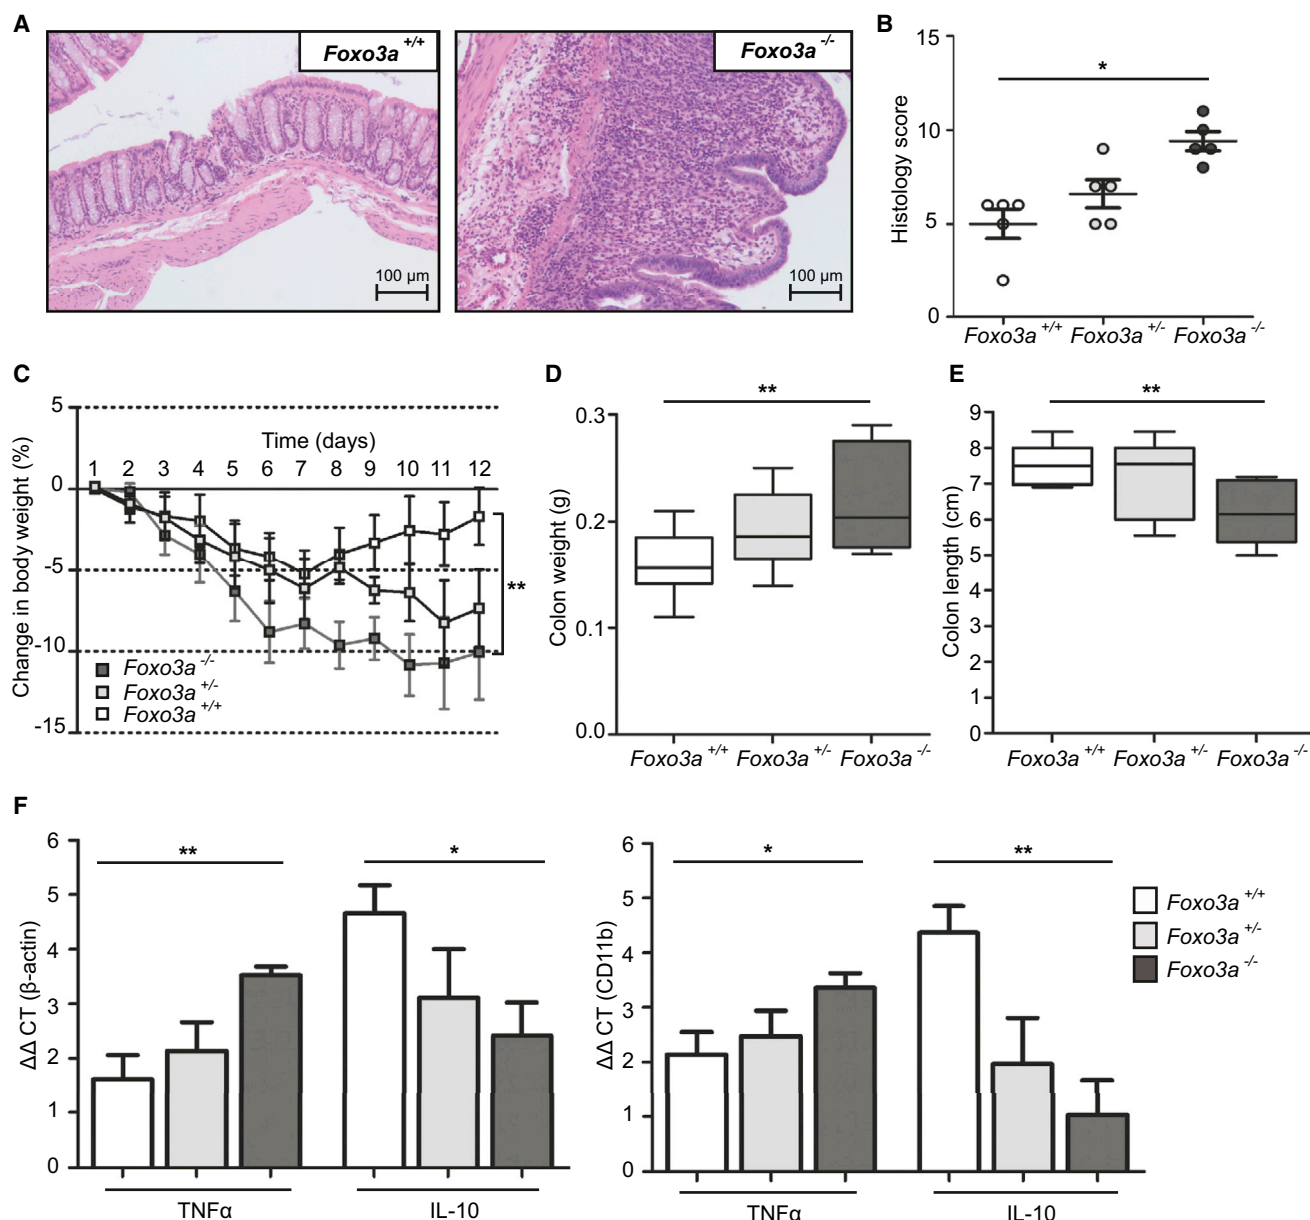 A
Foxo3a +/+
100 µm
Foxo3a -/-
100 µm
B
Histology score
15
10
5
0
*
Foxo3a +/+ Foxo3a +/- Foxo3a -/-
C
Change in body weight (%)
5
0
-5
-10
-15
Time (days)
1 2 3 4 5 6 7 8 9 10 11 12
**
Foxo3a -/-
Foxo3a +/-
Foxo3a +/+
D
Colon weight (g)
0.3
0.2
0.1
0.0
**
Foxo3a +/+ Foxo3a +/- Foxo3a -/-
E
Colon length (cm)
9
8
7
6
5
4
3
2
1
0
**
Foxo3a +/+ Foxo3a +/- Foxo3a -/-
F
ΔΔ CT (β-actin)
6
5
4
3
2
1
0
** *
TNFα IL-10
ΔΔ CT (CD11b)
6
5
4
3
2
1
0
* **
TNFα IL-10
Foxo3a +/+
Foxo3a +/-
Foxo3a -/-